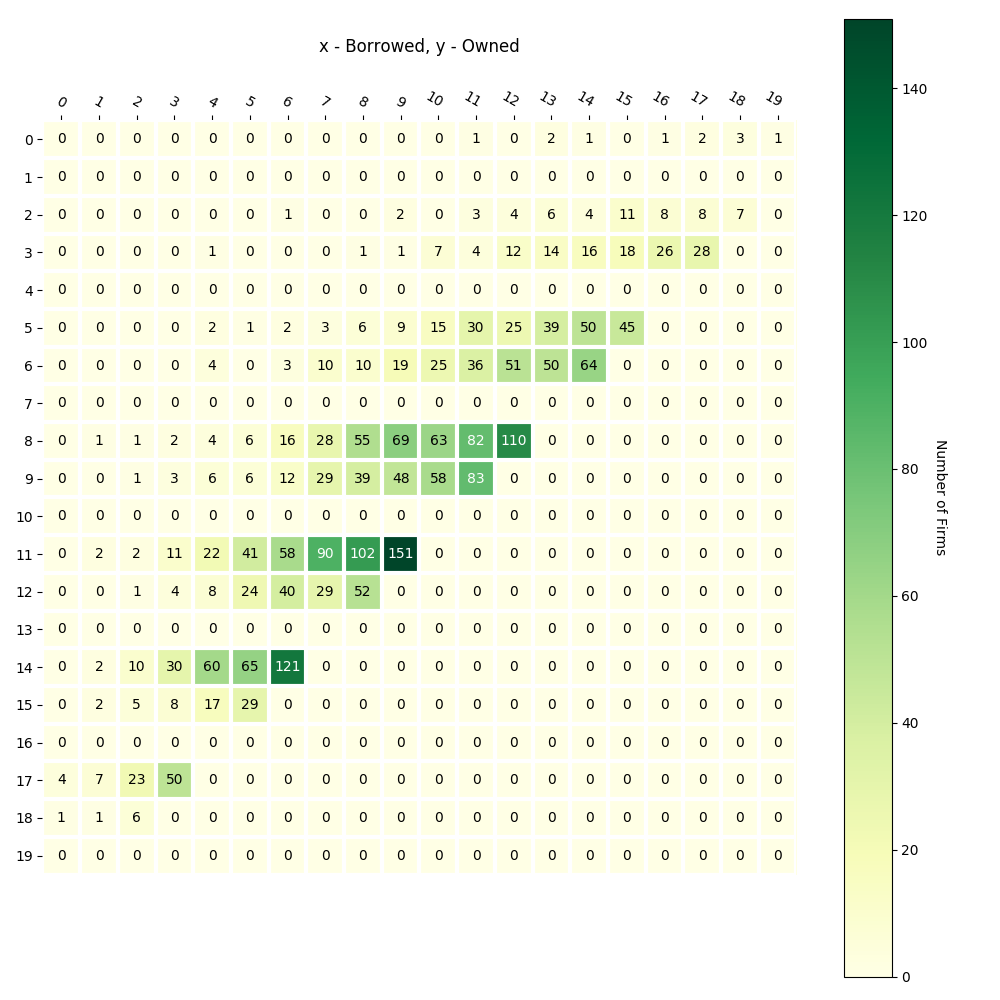 x - Borrowed, y - Owned
0 1 2 3 4 5 6 7 8 9 10 11 12 13 14 15 16 17 18 19
0 0 0 0 0 0 0 0 0 0 0 0 1 0 2 1 0 1 2 3 1
1 0 0 0 0 0 0 0 0 0 0 0 0 0 0 0 0 0 0 0 0
2 0 0 0 0 0 0 1 0 0 2 0 3 4 6 4 11 8 8 7 0
3 0 0 0 0 1 0 0 0 1 1 7 4 12 14 16 18 26 28 0 0
4 0 0 0 0 0 0 0 0 0 0 0 0 0 0 0 0 0 0 0 0
5 0 0 0 0 2 1 2 3 6 9 15 30 25 39 50 45 0 0 0 0
6 0 0 0 0 4 0 3 10 10 19 25 36 51 50 64 0 0 0 0 0
7 0 0 0 0 0 0 0 0 0 0 0 0 0 0 0 0 0 0 0 0
8 0 1 1 2 4 6 16 28 55 69 63 82 110 0 0 0 0 0 0 0
9 0 0 1 3 6 6 12 29 39 48 58 83 0 0 0 0 0 0 0 0
10 0 0 0 0 0 0 0 0 0 0 0 0 0 0 0 0 0 0 0 0
11 0 2 2 11 22 41 58 90 102 151 0 0 0 0 0 0 0 0 0 0
12 0 0 1 4 8 24 40 29 52 0 0 0 0 0 0 0 0 0 0 0
13 0 0 0 0 0 0 0 0 0 0 0 0 0 0 0 0 0 0 0 0
14 0 2 10 30 60 65 121 0 0 0 0 0 0 0 0 0 0 0 0 0
15 0 2 5 8 17 29 0 0 0 0 0 0 0 0 0 0 0 0 0 0
16 0 0 0 0 0 0 0 0 0 0 0 0 0 0 0 0 0 0 0 0
17 4 7 23 50 0 0 0 0 0 0 0 0 0 0 0 0 0 0 0 0
18 1 1 6 0 0 0 0 0 0 0 0 0 0 0 0 0 0 0 0 0
19 0 0 0 0 0 0 0 0 0 0 0 0 0 0 0 0 0 0 0 0
140
120
100
80
60
40
20
0
Number of Firms